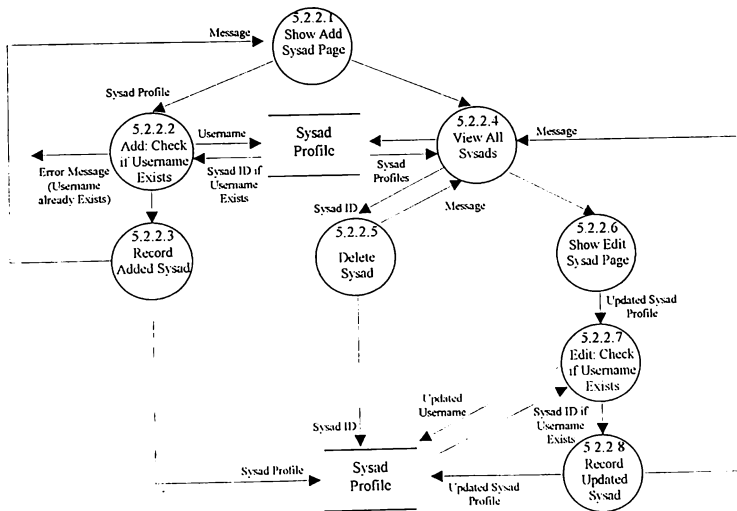 5.2.2.1
Show Add
Sysad Page
Message
Sysad Profile
5.2.2.2
Add: Check
if Username
Exists
Username
Sysad
Profile
5.2.2.4
View All
Sysads
Message
Error Message
(Username
already Exists)
Sysad ID if
Username
Exists
Sysad
Profiles
Sysad ID
Message
5.2.2.3
Record
Added Sysad
5.2.2.5
Delete
Sysad
5.2.2.6
Show Edit
Sysad Page
Updated Sysad
Profile
5.2.2.7
Edit: Check
if Username
Exists
Updated
Username
Sysad ID if
Username
Exists
Sysad ID
Sysad Profile
Sysad
Profile
Updated Sysad
Profile
5.2.2.8
Record
Updated
Sysad